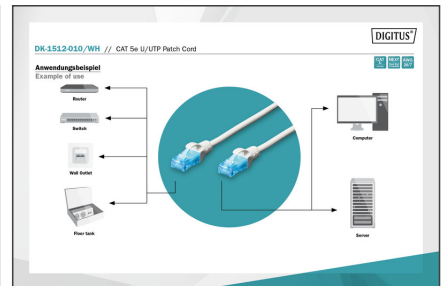 DIGITUS®
DK-1512-010/WH // CAT 5e U/UTP Patch Cord
Anwendungsbeispiel
Example of use
Router
Switch
Wall Outlet
Floor tank
Computer
Server